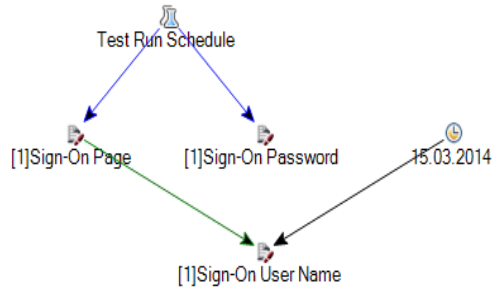 Test Run Schedule
[1]Sign-On Page
[1]Sign-On Password
15.03.2014
[1]Sign-On User Name